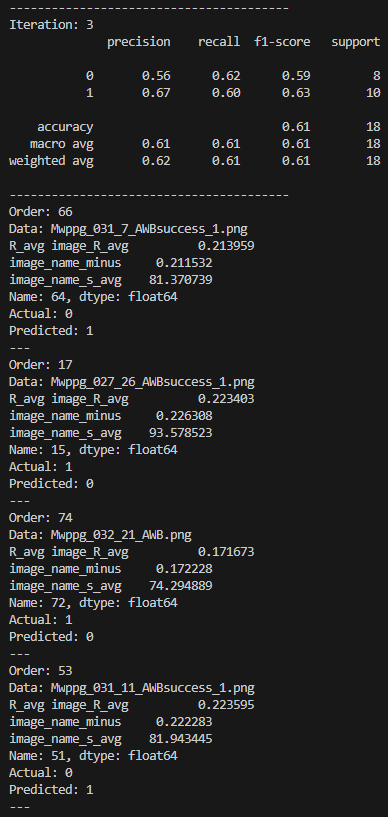 ----------------------------------------
Iteration: 3
              precision    recall  f1-score   support

           0       0.56      0.62      0.59         8
           1       0.67      0.60      0.63        10

    accuracy                           0.61        18
   macro avg       0.61      0.61      0.61        18
weighted avg       0.62      0.61      0.61        18

----------------------------------------
Order: 66
Data: Mwppg_031_7_AWBsuccess_1.png
R_avg image_R_avg          0.213959
image_name_minus     0.211532
image_name_s_avg    81.370739
Name: 64, dtype: float64
Actual: 0
Predicted: 1
---
Order: 17
Data: Mwppg_027_26_AWBsuccess_1.png
R_avg image_R_avg          0.223403
image_name_minus     0.226308
image_name_s_avg    93.578523
Name: 15, dtype: float64
Actual: 1
Predicted: 0
---
Order: 74
Data: Mwppg_032_21_AWB.png
R_avg image_R_avg          0.171673
image_name_minus     0.172228
image_name_s_avg    74.294889
Name: 72, dtype: float64
Actual: 1
Predicted: 0
---
Order: 53
Data: Mwppg_031_11_AWBsuccess_1.png
R_avg image_R_avg          0.223595
image_name_minus     0.222283
image_name_s_avg    81.943445
Name: 51, dtype: float64
Actual: 0
Predicted: 1
---